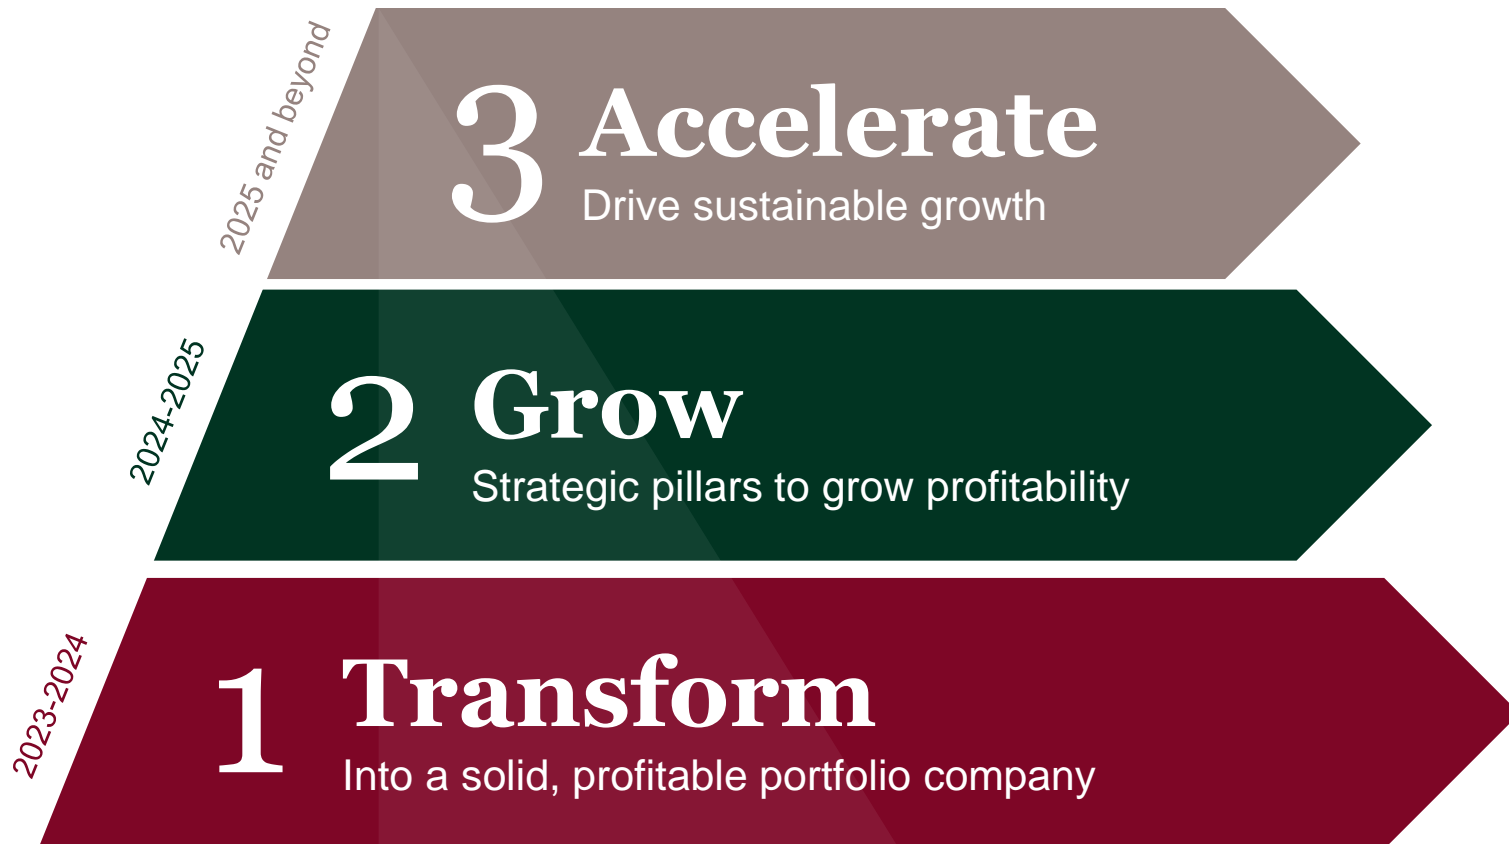 2025 and beyond
3
Accelerate
Drive sustainable growth
2024-2025
2
Grow
Strategic pillars to grow profitability
2023-2024
1
Transform
Into a solid, profitable portfolio company